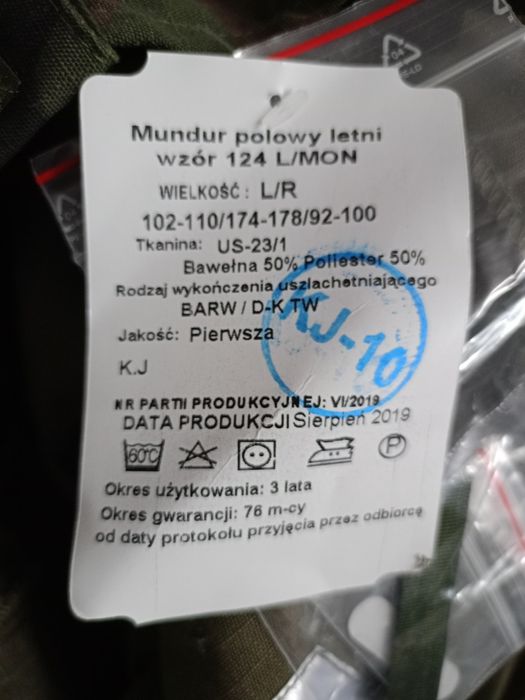 Mundur polowy letni
wzór 124 L/MON
WIELKOŚĆ: L/R
102-110/174-178/92-100
Tkanina: US-23/1
Bawełna 50% Poliester 50%
Rodzaj wykończenia uszlachetniającego
BARW / D-K TW
Jakość: Pierwsza
K.J
KJ-10
NR PARTII PRODUKCYJNEJ: VI/2019
DATA PRODUKCJI Sierpień 2019
60°C
P
Okres użytkowania: 3 lata
Okres gwarancji: 76 m-cy
od daty protokołu przyjęcia przez odbiorcę